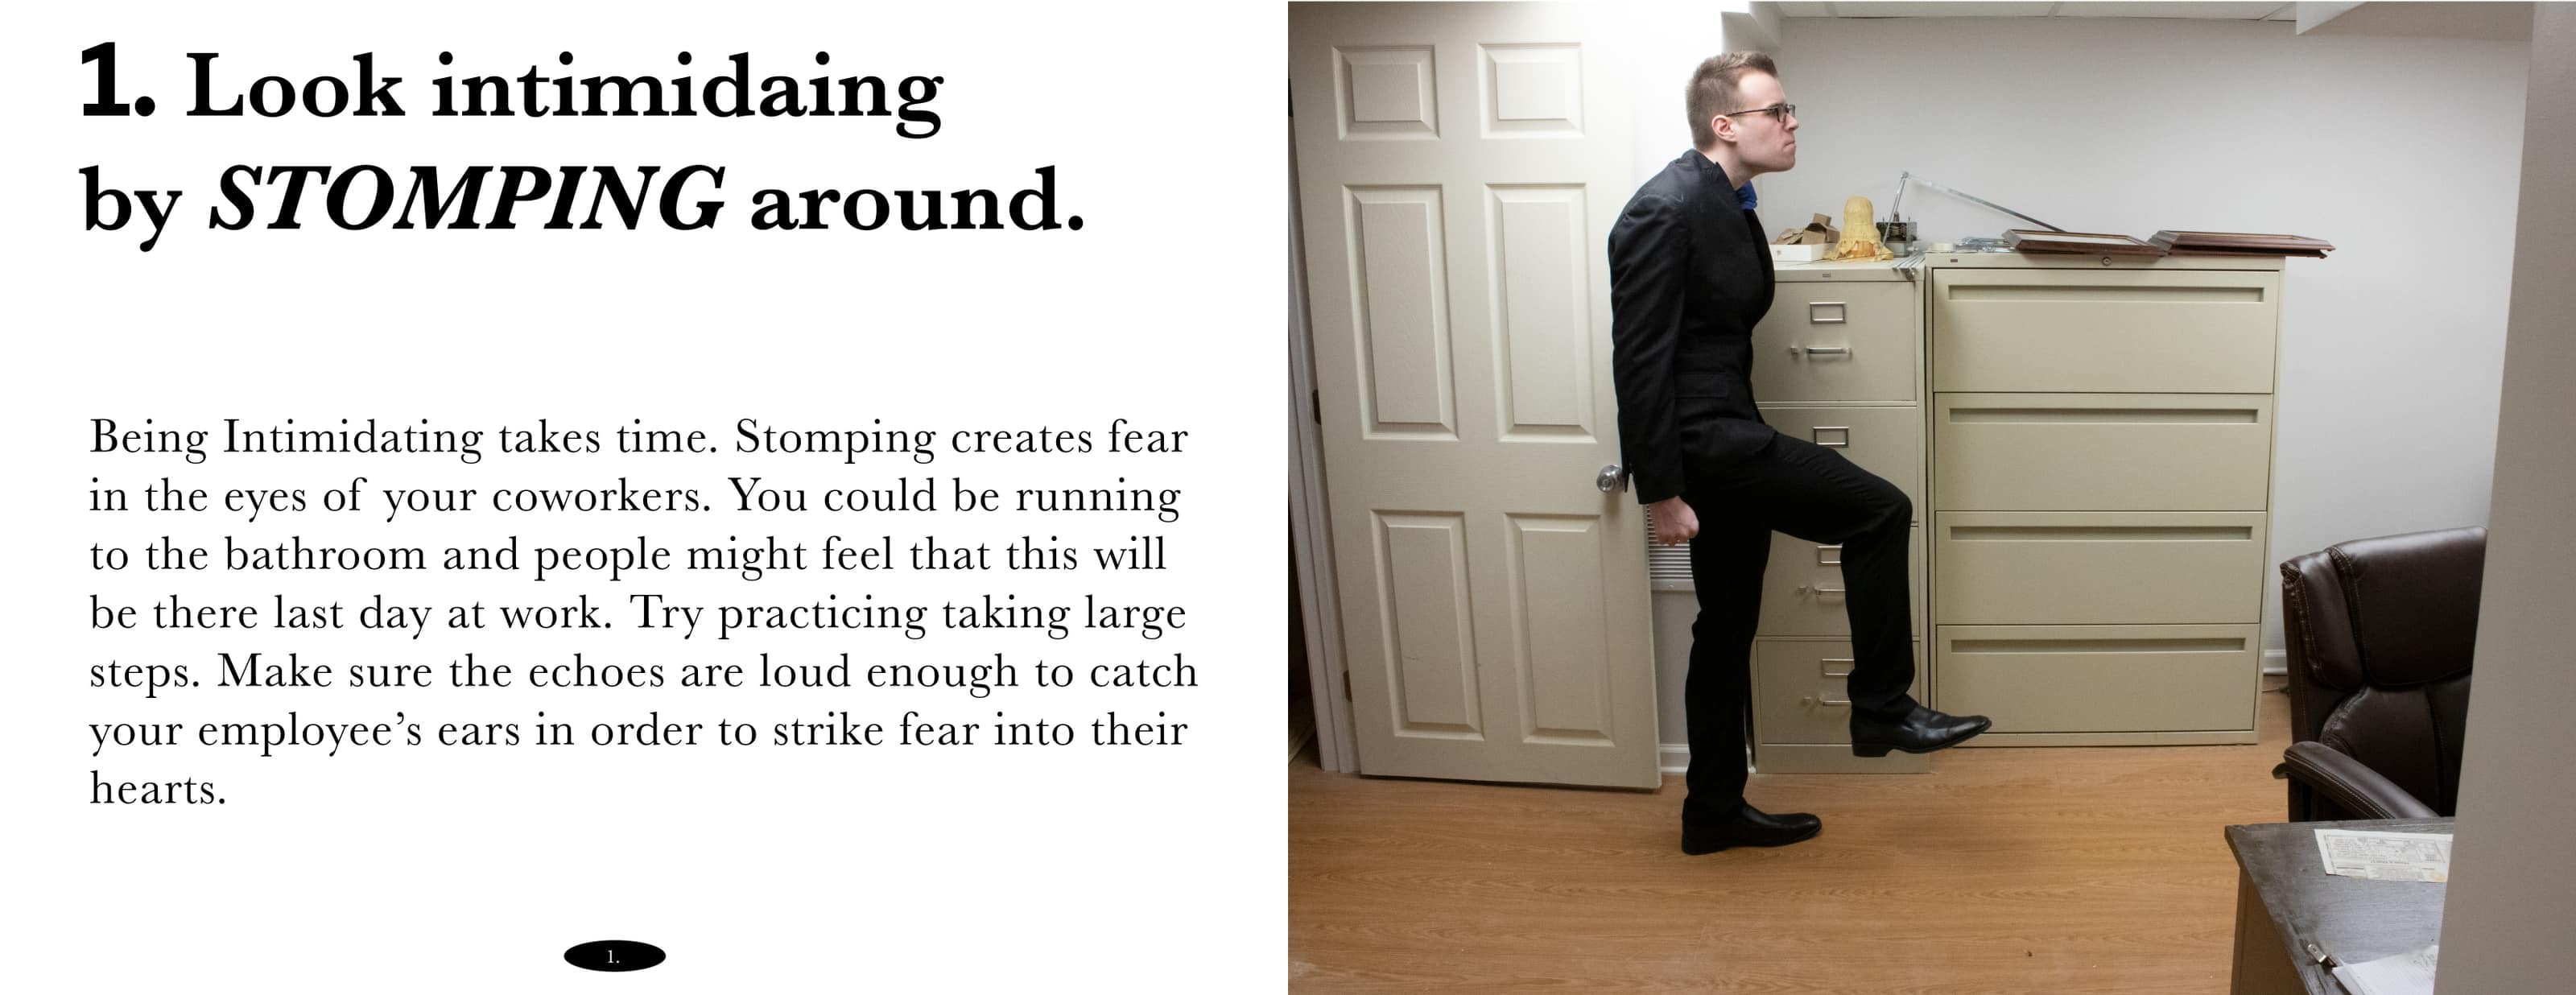 1. Look intimidaing
by STOMPING around.
Being Intimidating takes time. Stomping creates fear
in the eyes of your coworkers. You could be running
to the bathroom and people might feel that this will
be there last day at work. Try practicing taking large
steps. Make sure the echoes are loud enough to catch
your employee’s ears in order to strike fear into their
hearts.
1.